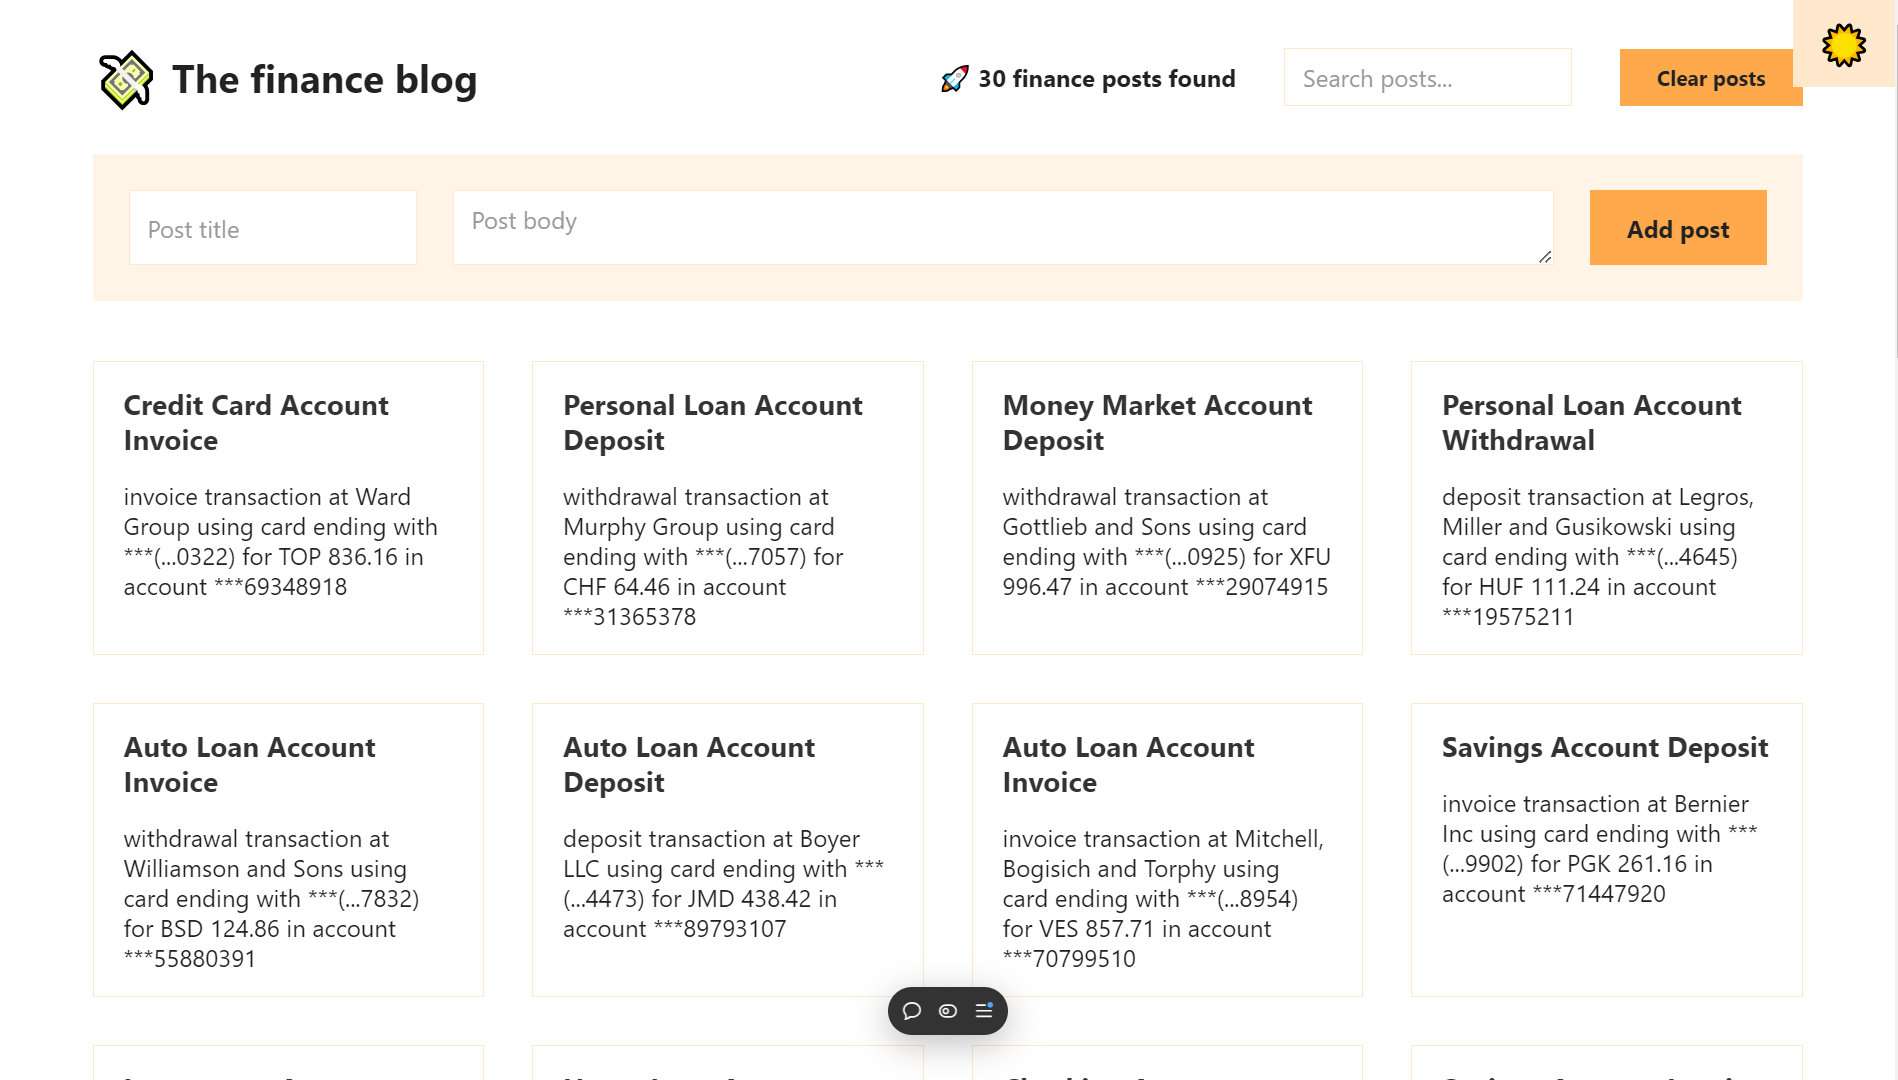 The finance blog
🚀 30 finance posts found
Search posts...
Clear posts
Post title
Post body
Add post
Credit Card Account
Invoice
invoice transaction at Ward
Group using card ending with
***(...0322) for TOP 836.16 in
account ***69348918
Personal Loan Account
Deposit
withdrawal transaction at
Murphy Group using card
ending with ***(...7057) for
CHF 64.46 in account
***31365378
Money Market Account
Deposit
withdrawal transaction at
Gottlieb and Sons using card
ending with ***(...0925) for XFU
996.47 in account ***29074915
Personal Loan Account
Withdrawal
deposit transaction at Legros,
Miller and Gusikowski using
card ending with ***(...4645)
for HUF 111.24 in account
***19575211
Auto Loan Account
Invoice
withdrawal transaction at
Williamson and Sons using
card ending with ***(...7832)
for BSD 124.86 in account
***55880391
Auto Loan Account
Deposit
deposit transaction at Boyer
LLC using card ending with ***
(...4473) for JMD 438.42 in
account ***89793107
Auto Loan Account
Invoice
invoice transaction at Mitchell,
Bogisich and Torphy using
card ending with ***(...8954)
for VES 857.71 in account
***70799510
Savings Account Deposit
invoice transaction at Bernier
Inc using card ending with ***
(...9902) for PGK 261.16 in
account ***71447920